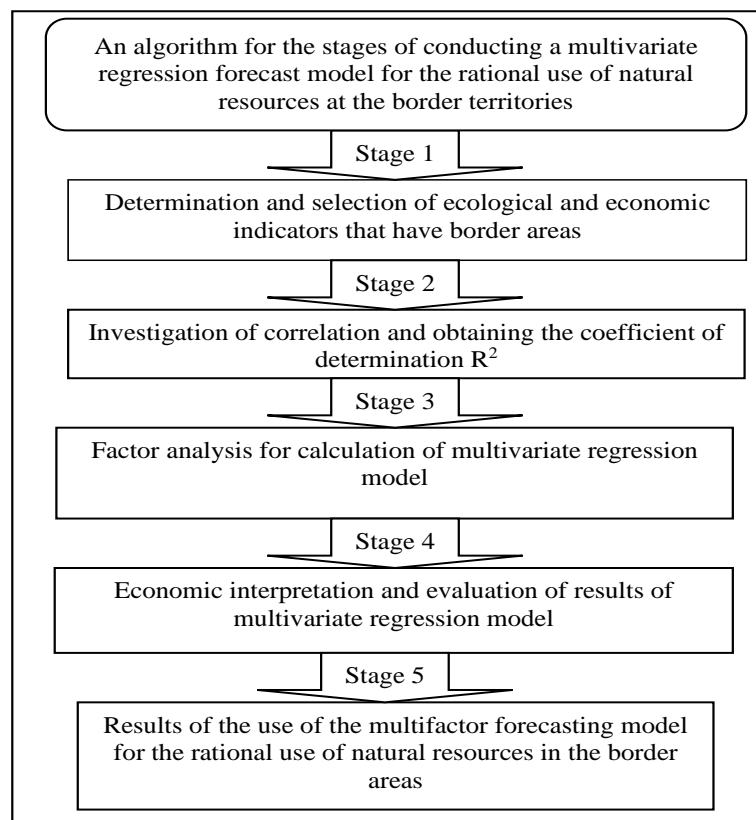 An algorithm for the stages of conducting a multivariate
regression forecast model for the rational use of natural
resources at the border territories
Stage 1
Determination and selection of ecological and economic
indicators that have border areas
Stage 2
Investigation of correlation and obtaining the coefficient of
determination R²
Stage 3
Factor analysis for calculation of multivariate regression
model
Stage 4
Economic interpretation and evaluation of results of
multivariate regression model
Stage 5
Results of the use of the multifactor forecasting model
for the rational use of natural resources in the border
areas